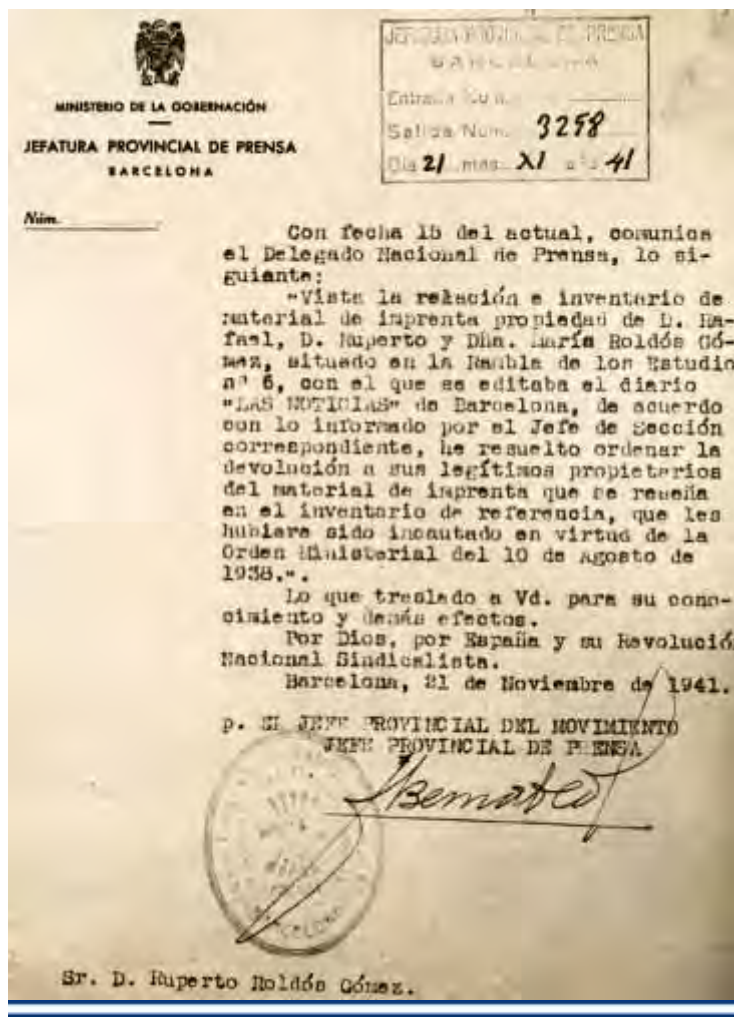 MINISTERIO DE LA GOBERNACIÓN
JEFATURA PROVINCIAL DE PRENSA
BARCELONA
Núm.
JEFATURA PROVINCIAL DE PRENSA
BARCELONA
Entrada Núm.
Salida Núm. 3258
Día 21 mes XI año 41
Con fecha 15 del actual, comunica
el Delegado Nacional de Prensa, lo si-
guiente:
"Vista la relación e inventario de
material de imprenta propiedad de D. Ra-
fael, D. Ruperto y Dña. María Roldós Gó-
mez, situado en la Rambla de los Estudio
nº 6, con el que se editaba el diario
"LAS NOTICIAS" de Barcelona, de acuerdo
con lo informado por el Jefe de Sección
correspondiente, he resuelto ordenar la
devolución a sus legítimos propietarios
del material de imprenta que se reseña
en el inventario de referencia, que les
hubiere sido incautado en virtud de la
Orden Ministerial del 10 de Agosto de
1938.".
Lo que traslado a Vd. para su cono-
cimiento y demás efectos.
Por Dios, por España y su Revolució
Nacional Sindicalista.
Barcelona, 21 de Noviembre de 1941.
p. El JEFE PROVINCIAL DEL MOVIMIENTO
JEFE PROVINCIAL DE PRENSA
BARCELONA
Sr. D. Ruperto Roldós Gómez.